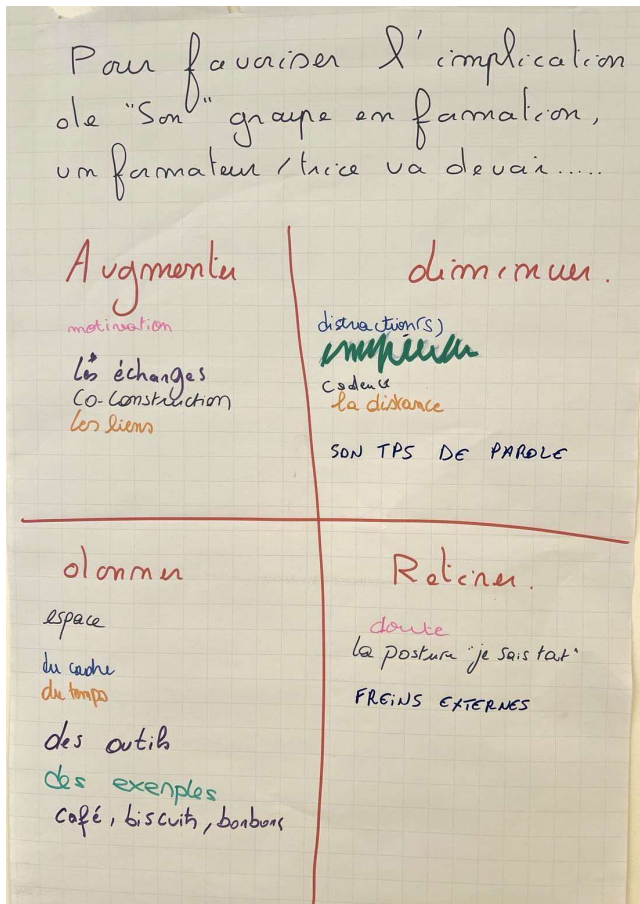 Pour favoriser l'implication
de "Son" groupe en formation,
un formateur/trice va devoir.....
Augmenter
motivation
les échanges
co-construction
les liens
diminuer.
distraction(s)
cadence
la distance
SON TPS DE PAROLE
donner
espace
du cadre
du temps
des outils
des exemples
café, biscuits, bonbons
Retirer.
doute
la posture "je sais tout"
FREINS EXTERNES